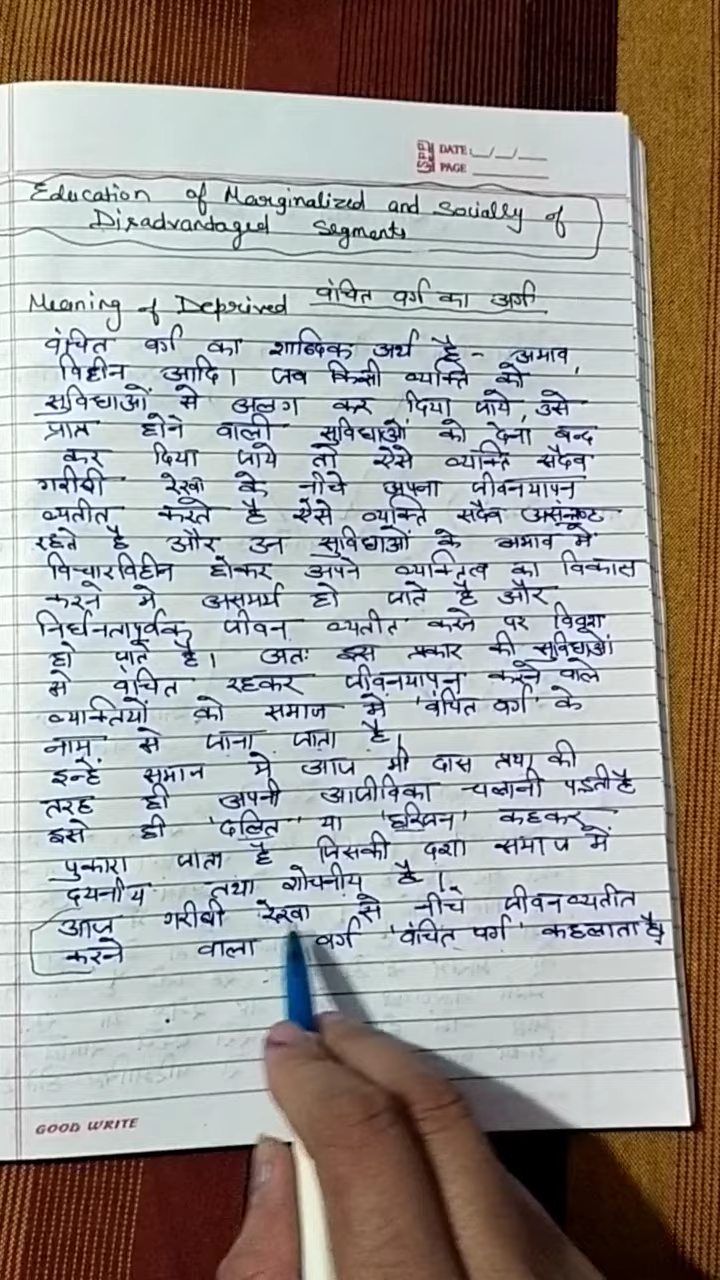 DATE : __/__/__
PAGE
Education of Marginalized and Socially of
Disadvantaged Segments
Meaning of Deprived वंचित वर्ग का अर्थ
वंचित वर्ग का शाब्दिक अर्थ है - अभाव,
विहीन आदि। जब किसी व्यक्ति को
सुविधाओं से अलग कर दिया जाये, उसे
प्राप्त होने वाली सुविधाओं को देना बन्द
कर दिया जाये तो ऐसे व्यक्ति सदैव
गरीबी रेखा के नीचे अपना जीवनयापन
व्यतीत करते है ऐसे व्यक्ति सदैव असन्तुष्ट
रहते है और उन सुविधाओं के अभाव में
विचारविहीन होकर अपने व्यक्तित्व का विकास
करने मे असमर्थ हो जाते है और
निर्धनतापूर्वक जीवन व्यतीत करने पर विवश
हो जाते है। अतः इस प्रकार की सुविधाओं
से वंचित रहकर जीवनयापन करने वाले
व्यक्तियों को समाज मे 'वंचित वर्ग' के
नाम से जाना जाता है।
इन्हें समाज मे आज भी दास तथा की
तरह ही अपनी आजीविका चलानी पडती है
इसे ही 'दलित' या 'हरिजन' कहकर
पुकारा जाता है जिसकी दशा समाज में
दयनीय तथा शोचनीय है।
आज गरीबी रेखा से नीचे जीवनव्यतीत
करने वाला वर्ग 'वंचित वर्ग' कहलाता है।
GOOD WRITE